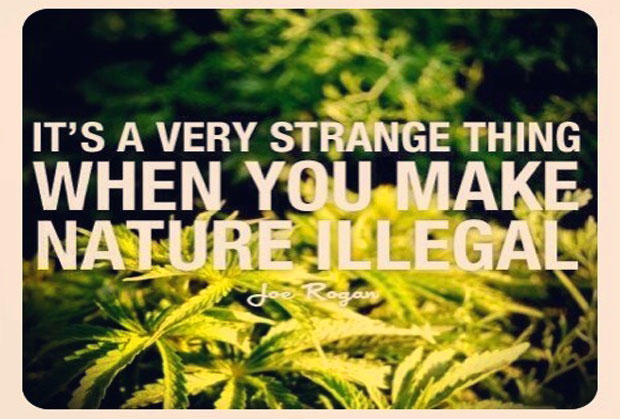 IT'S A VERY STRANGE THING
WHEN YOU MAKE
NATURE ILLEGAL
Joe Rogan